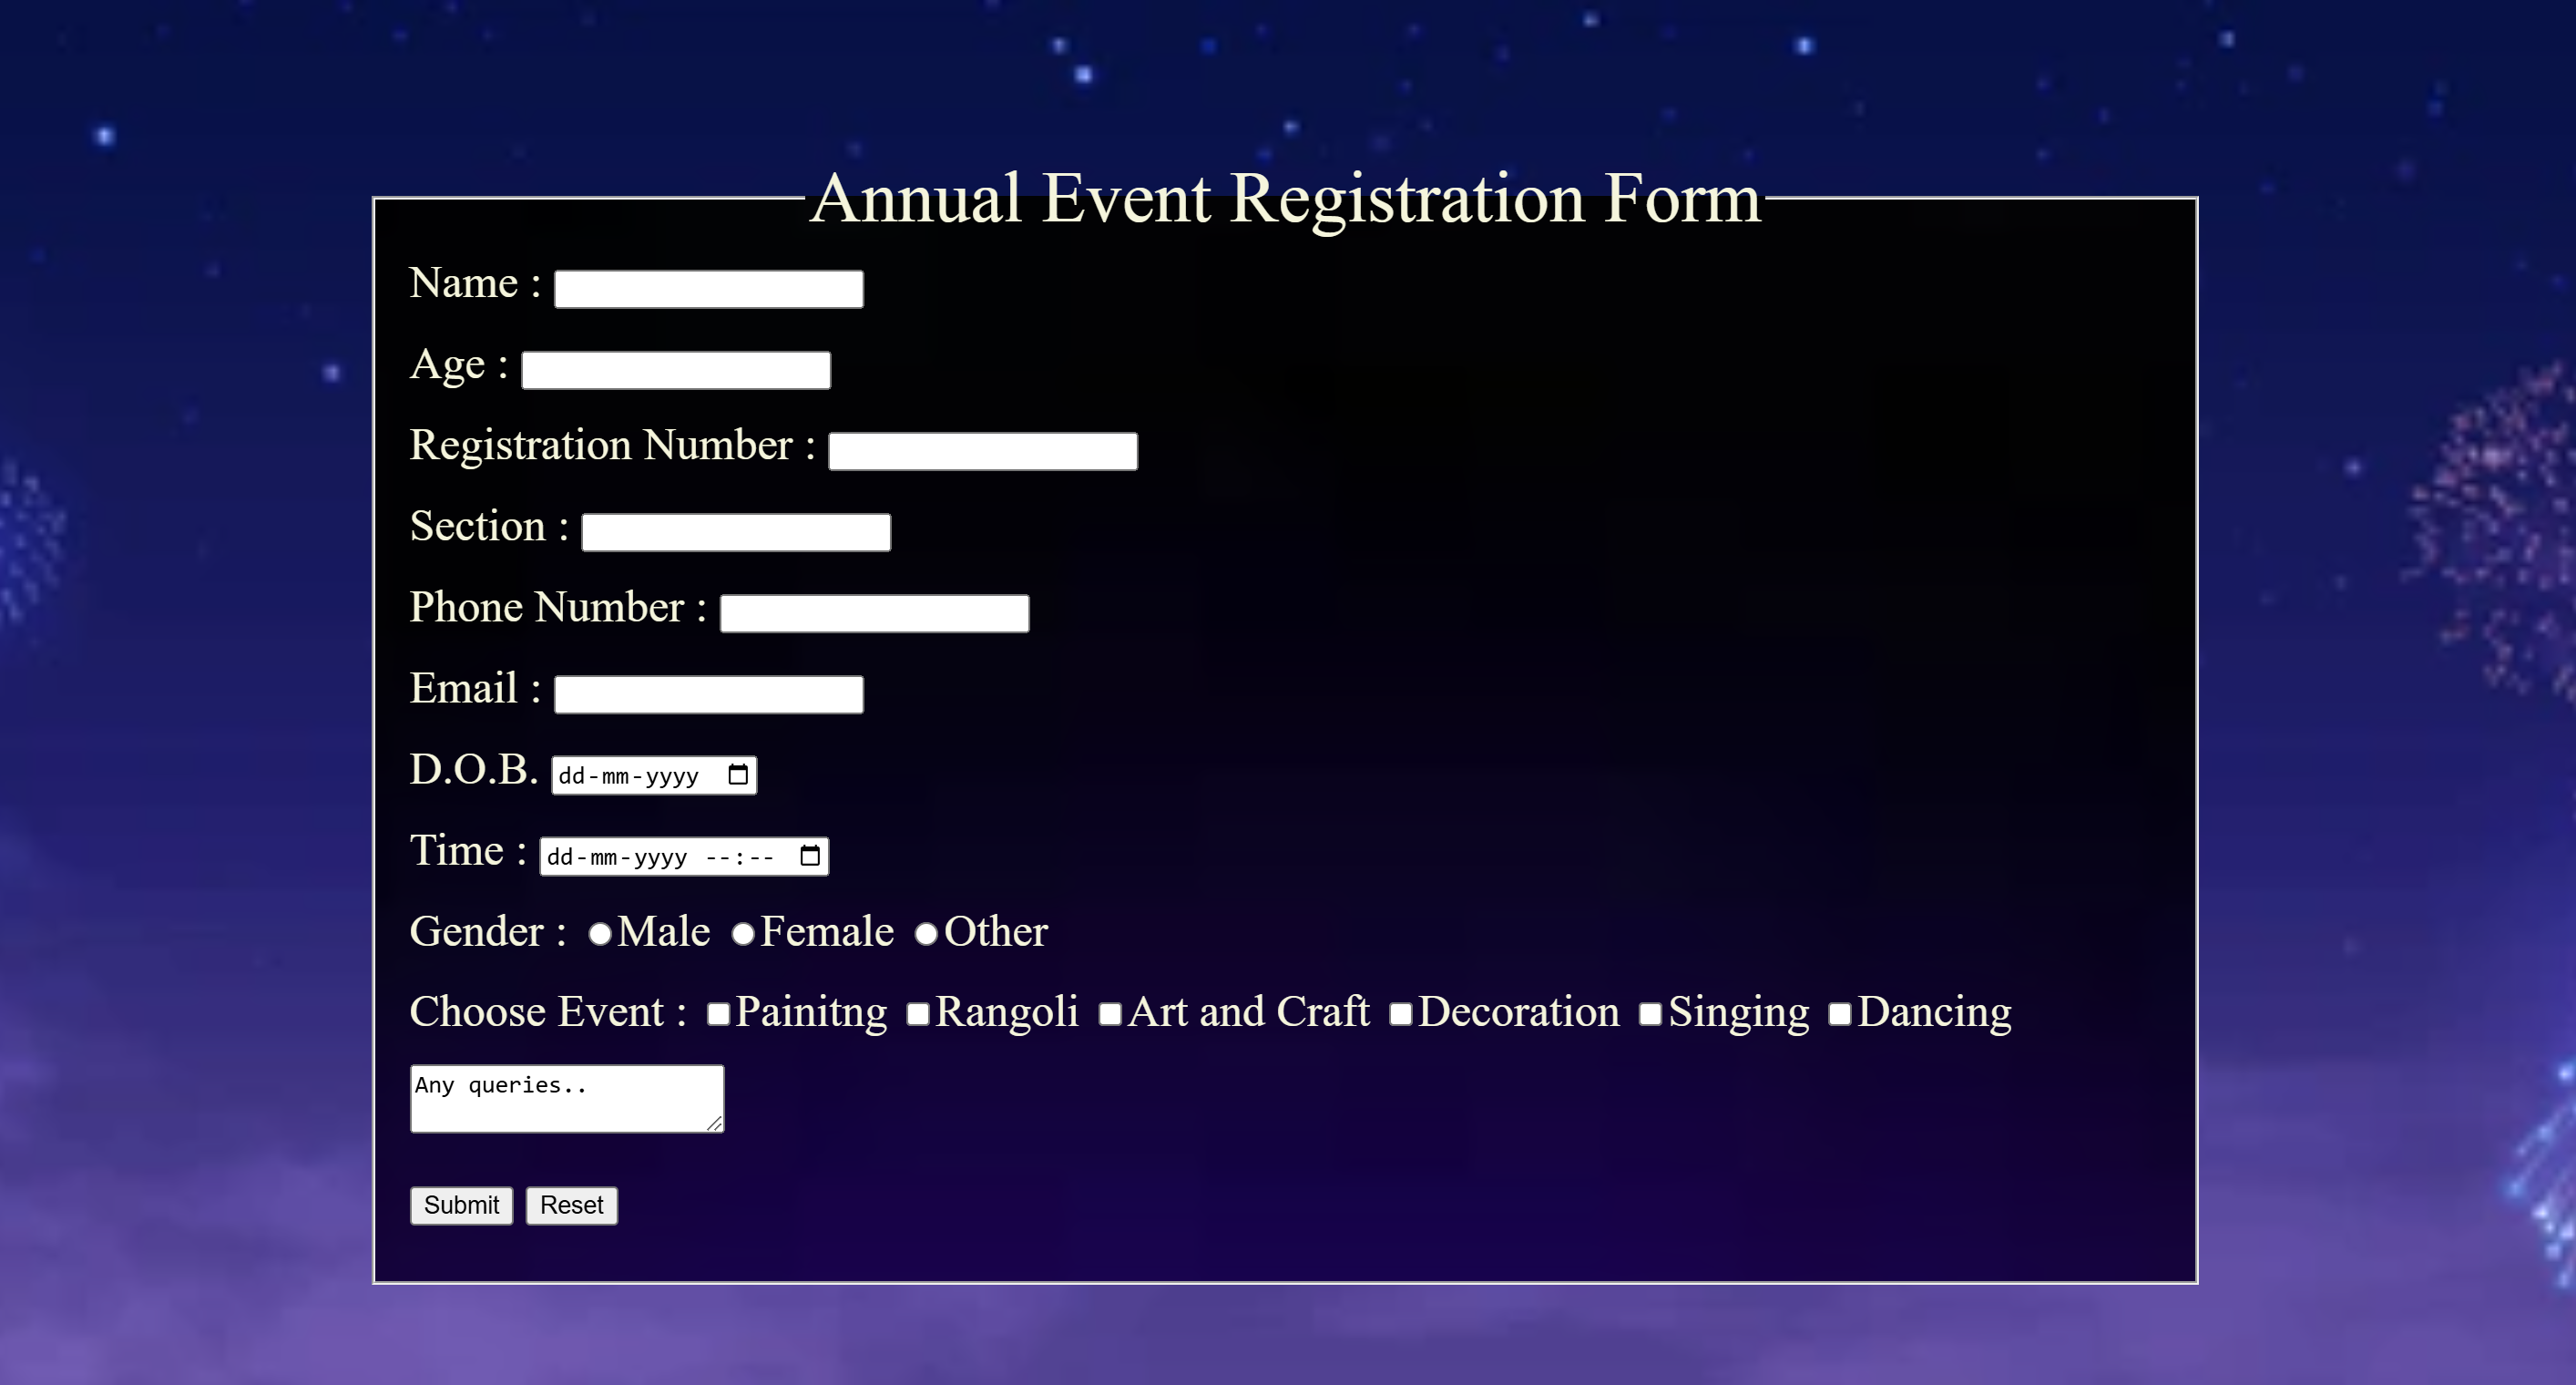 Annual Event Registration Form
Name :
Age :
Registration Number :
Section :
Phone Number :
Email :
D.O.B. dd-mm-yyyy
Time : dd-mm-yyyy --:--
Gender : Male Female Other
Choose Event : Painitng Rangoli Art and Craft Decoration Singing Dancing
Any queries..
Submit Reset